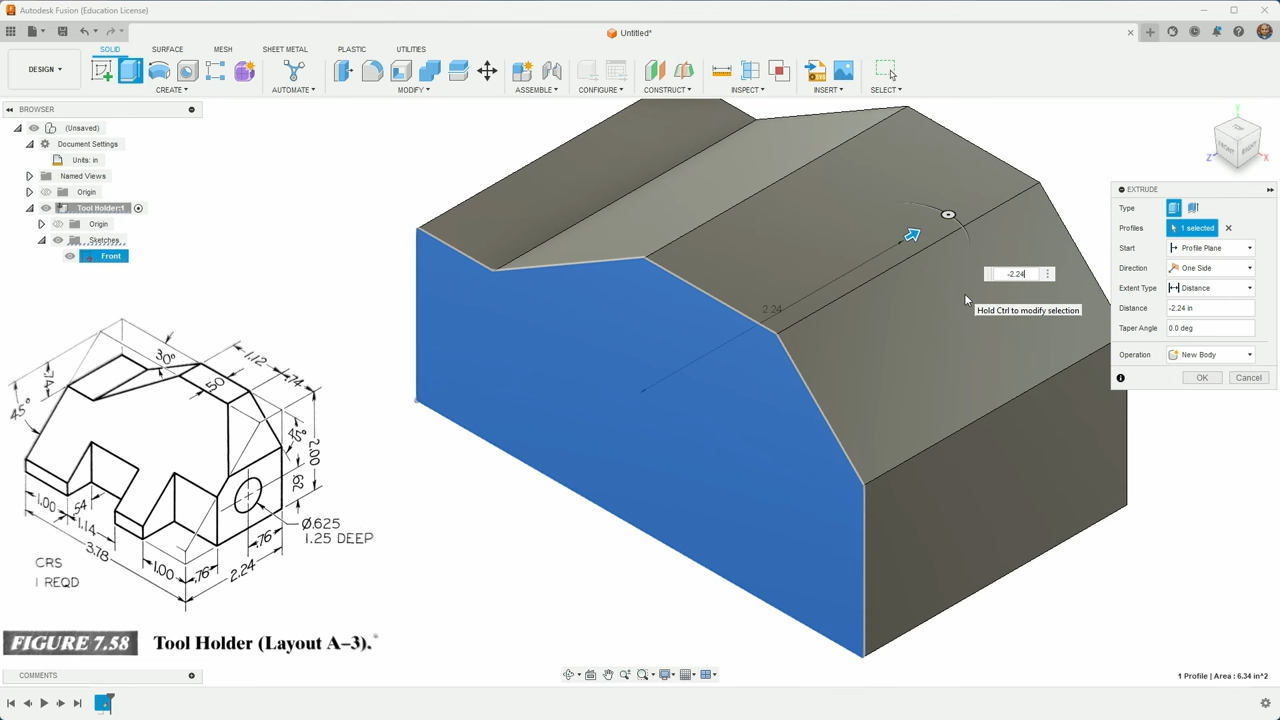 Autodesk Fusion (Education License)
Untitled*
DESIGN
SOLID SURFACE MESH SHEET METAL PLASTIC UTILITIES
CREATE AUTOMATE MODIFY ASSEMBLE CONFIGURE CONSTRUCT INSPECT INSERT SELECT
BROWSER
(Unsaved)
Document Settings
Units: in
Named Views
Origin
Tool Holder:1
Origin
Sketches
Front
TOP
FRONT
RIGHT
Z
Y
X
2.24
-2.24
Hold Ctrl to modify selection
EXTRUDE
Type
Profiles 1 selected
Start Profile Plane
Direction One Side
Extent Type Distance
Distance -2.24 in
Taper Angle 0.0 deg
Operation New Body
OK Cancel
30°
1.12
.74
.74
.50
45°
45°
2.00
.62
1.00
.54
1.14
3.78
Ø.625
1.25 DEEP
.76
1.00
.76
2.24
CRS
1 REQD
FIGURE 7.58 Tool Holder (Layout A–3).
COMMENTS
1 Profile | Area : 6.34 in^2